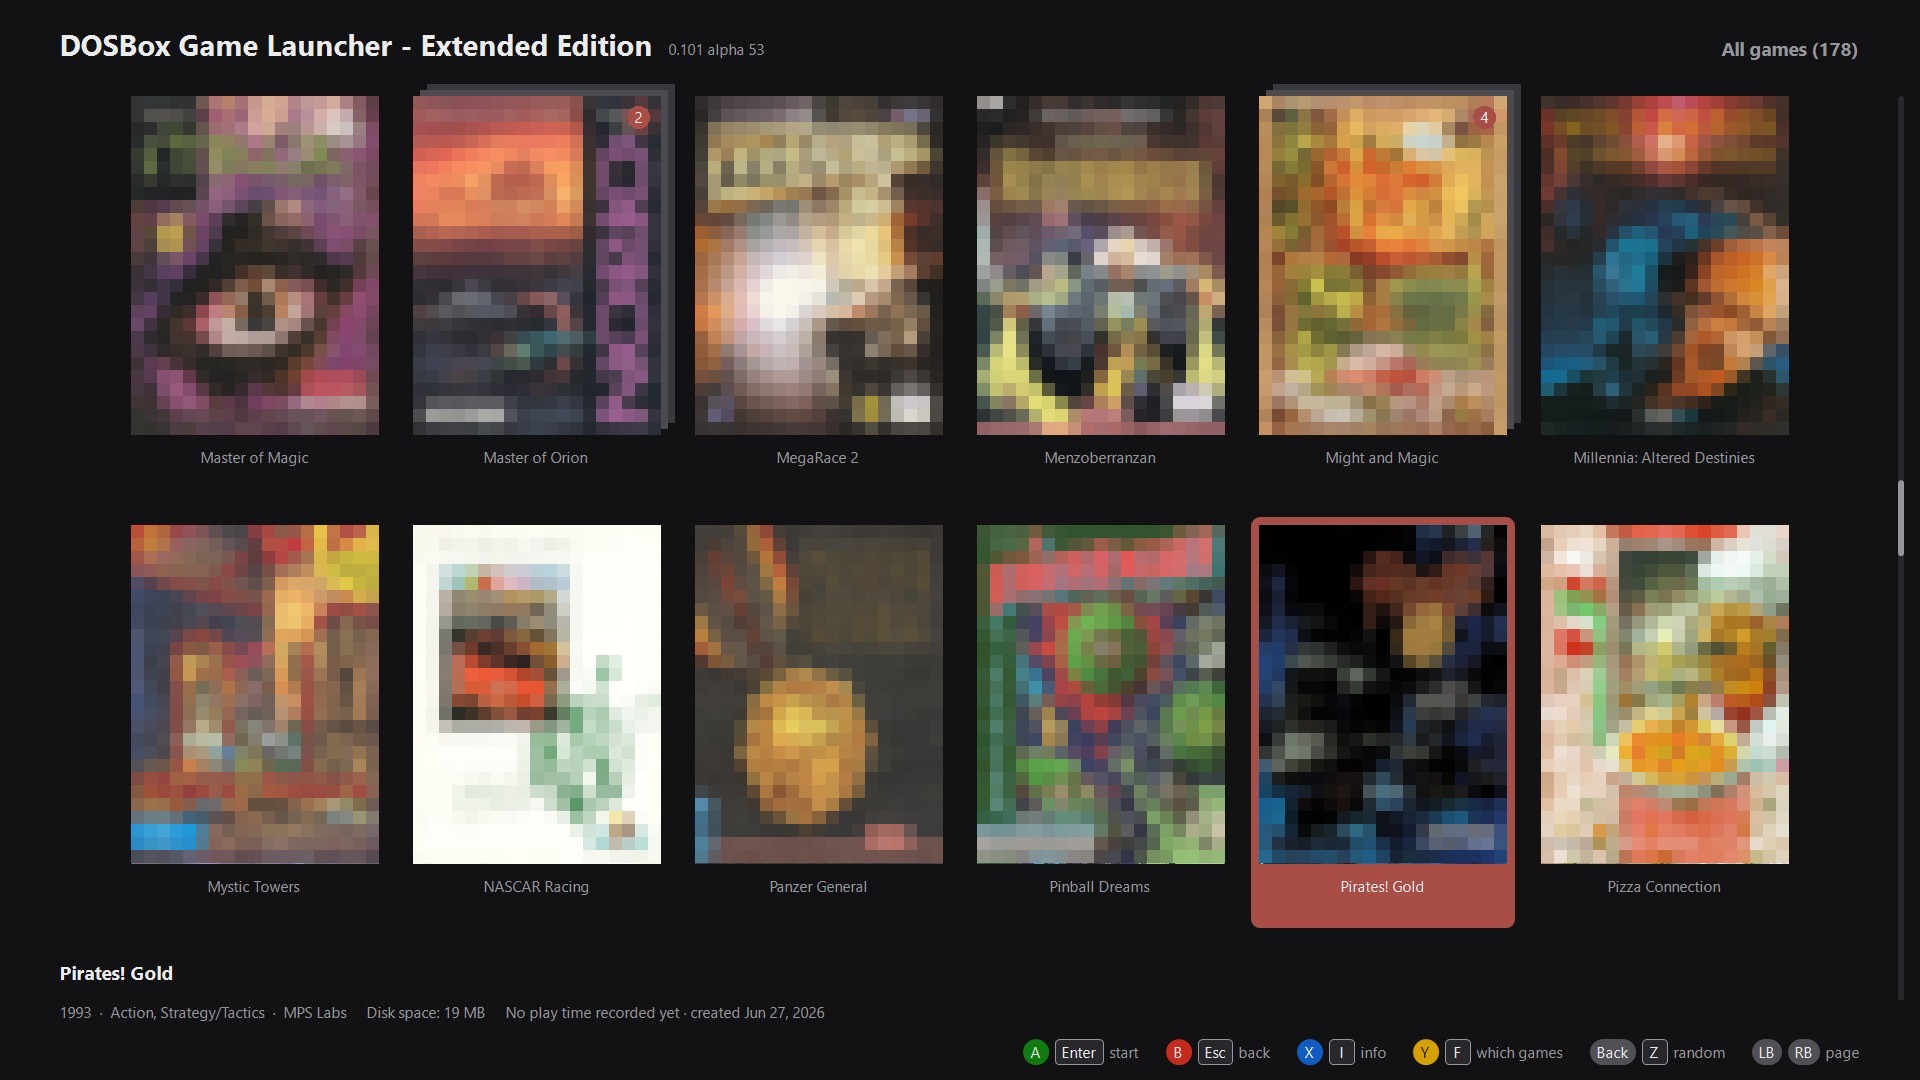 DOSBox Game Launcher - Extended Edition 0.101 alpha 53
All games (178)
2
4
Master of Magic
Master of Orion
MegaRace 2
Menzoberranzan
Might and Magic
Millennia: Altered Destinies
Mystic Towers
NASCAR Racing
Panzer General
Pinball Dreams
Pirates! Gold
Pizza Connection
Pirates! Gold
1993 · Action, Strategy/Tactics · MPS Labs Disk space: 19 MB No play time recorded yet · created Jun 27, 2026
A Enter start B Esc back X I info Y F which games Back Z random LB RB page